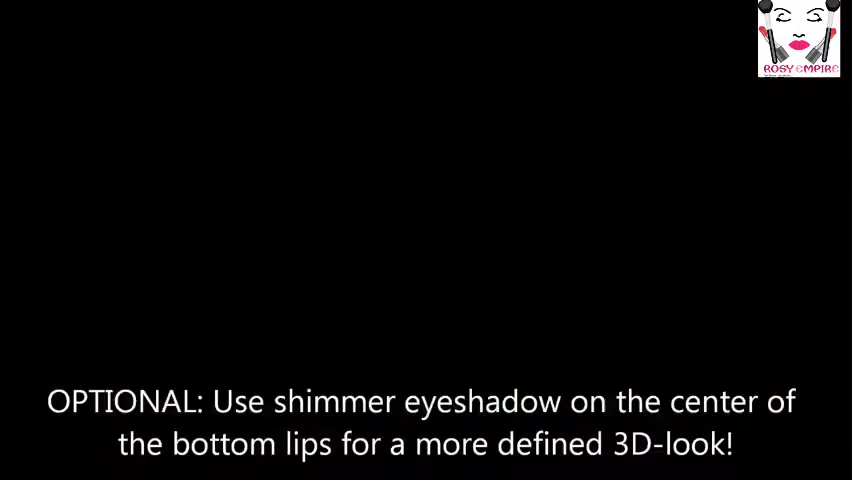 ROSY EMPIRE
OPTIONAL: Use shimmer eyeshadow on the center of
the bottom lips for a more defined 3D-look!